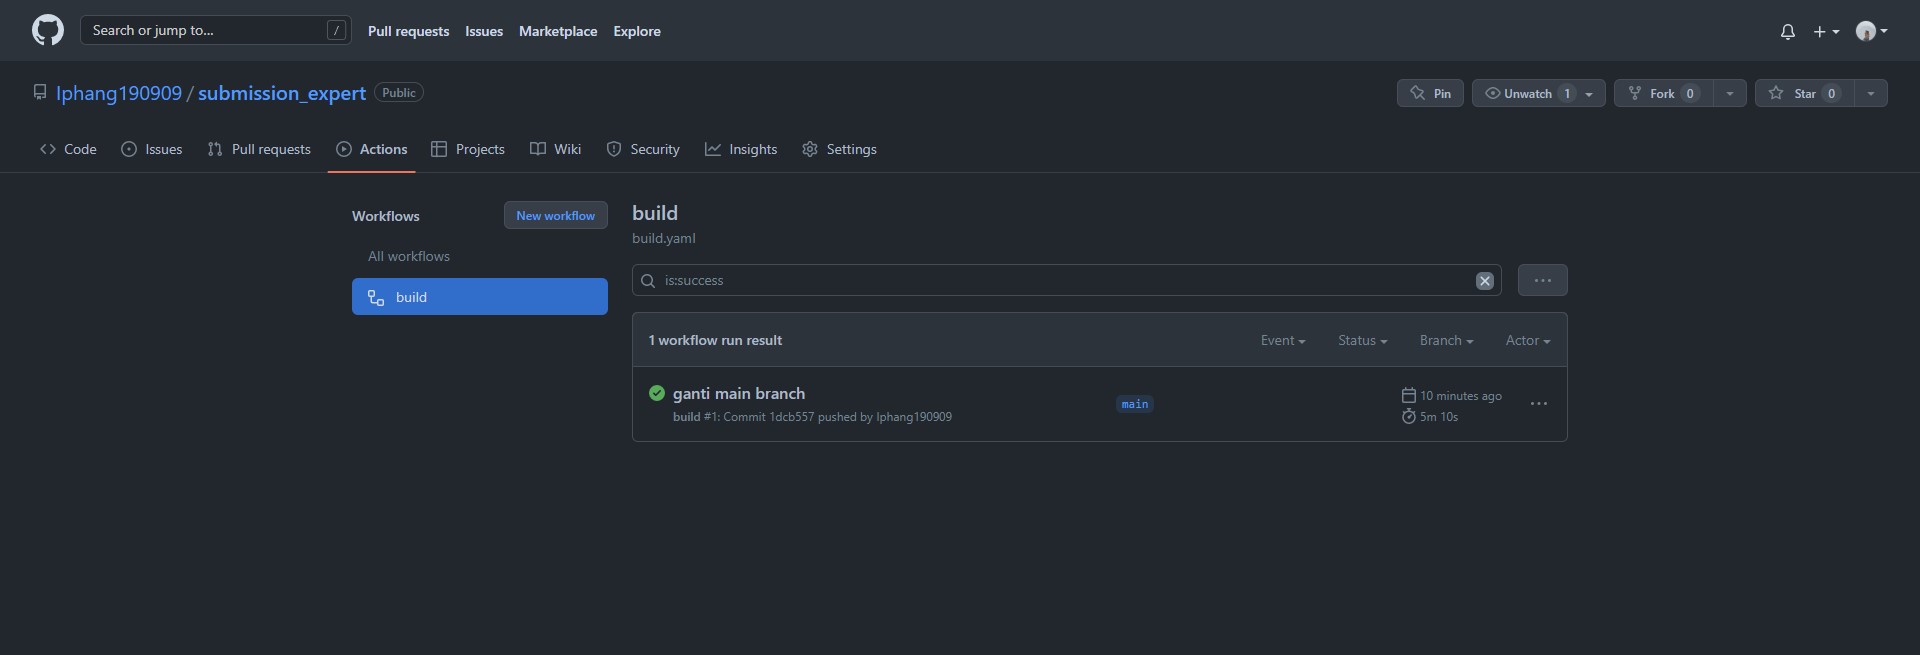 Search or jump to... /
Pull requests Issues Marketplace Explore
Iphang190909 / submission_expert Public
Pin Unwatch 1 Fork 0 Star 0
Code Issues Pull requests Actions Projects Wiki Security Insights Settings
Workflows
New workflow
All workflows
build
build
build.yaml
is:success
1 workflow run result
Event Status Branch Actor
ganti main branch
build #1: Commit 1dcb557 pushed by Iphang190909
main
10 minutes ago
5m 10s